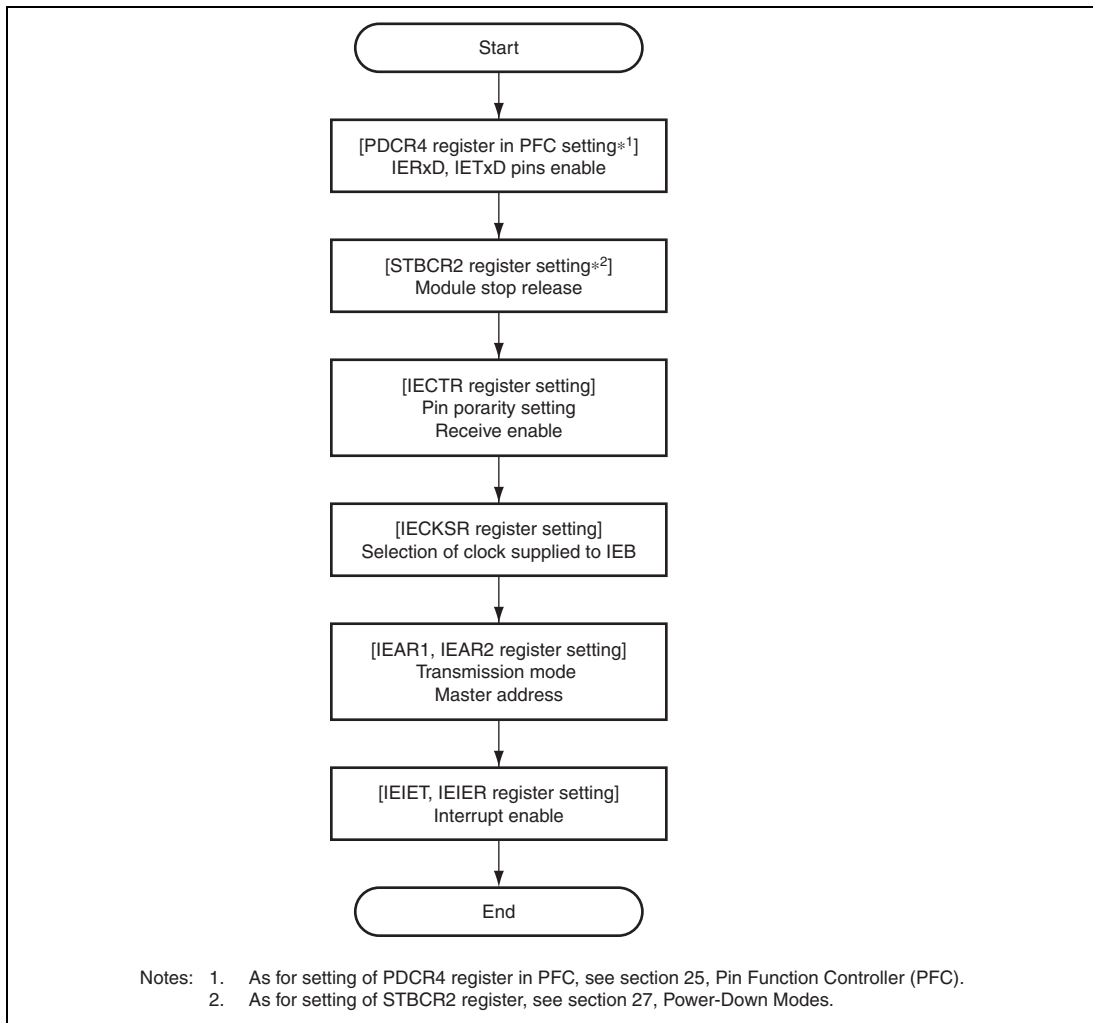 Start
[PDCR4 register in PFC setting*1]
IERxD, IETxD pins enable
[STBCR2 register setting*2]
Module stop release
[IECTR register setting]
Pin porarity setting
Receive enable
[IECKSR register setting]
Selection of clock supplied to IEB
[IEAR1, IEAR2 register setting]
Transmission mode
Master address
[IEIET, IEIER register setting]
Interrupt enable
End
Notes: 1. As for setting of PDCR4 register in PFC, see section 25, Pin Function Controller (PFC).
2. As for setting of STBCR2 register, see section 27, Power-Down Modes.